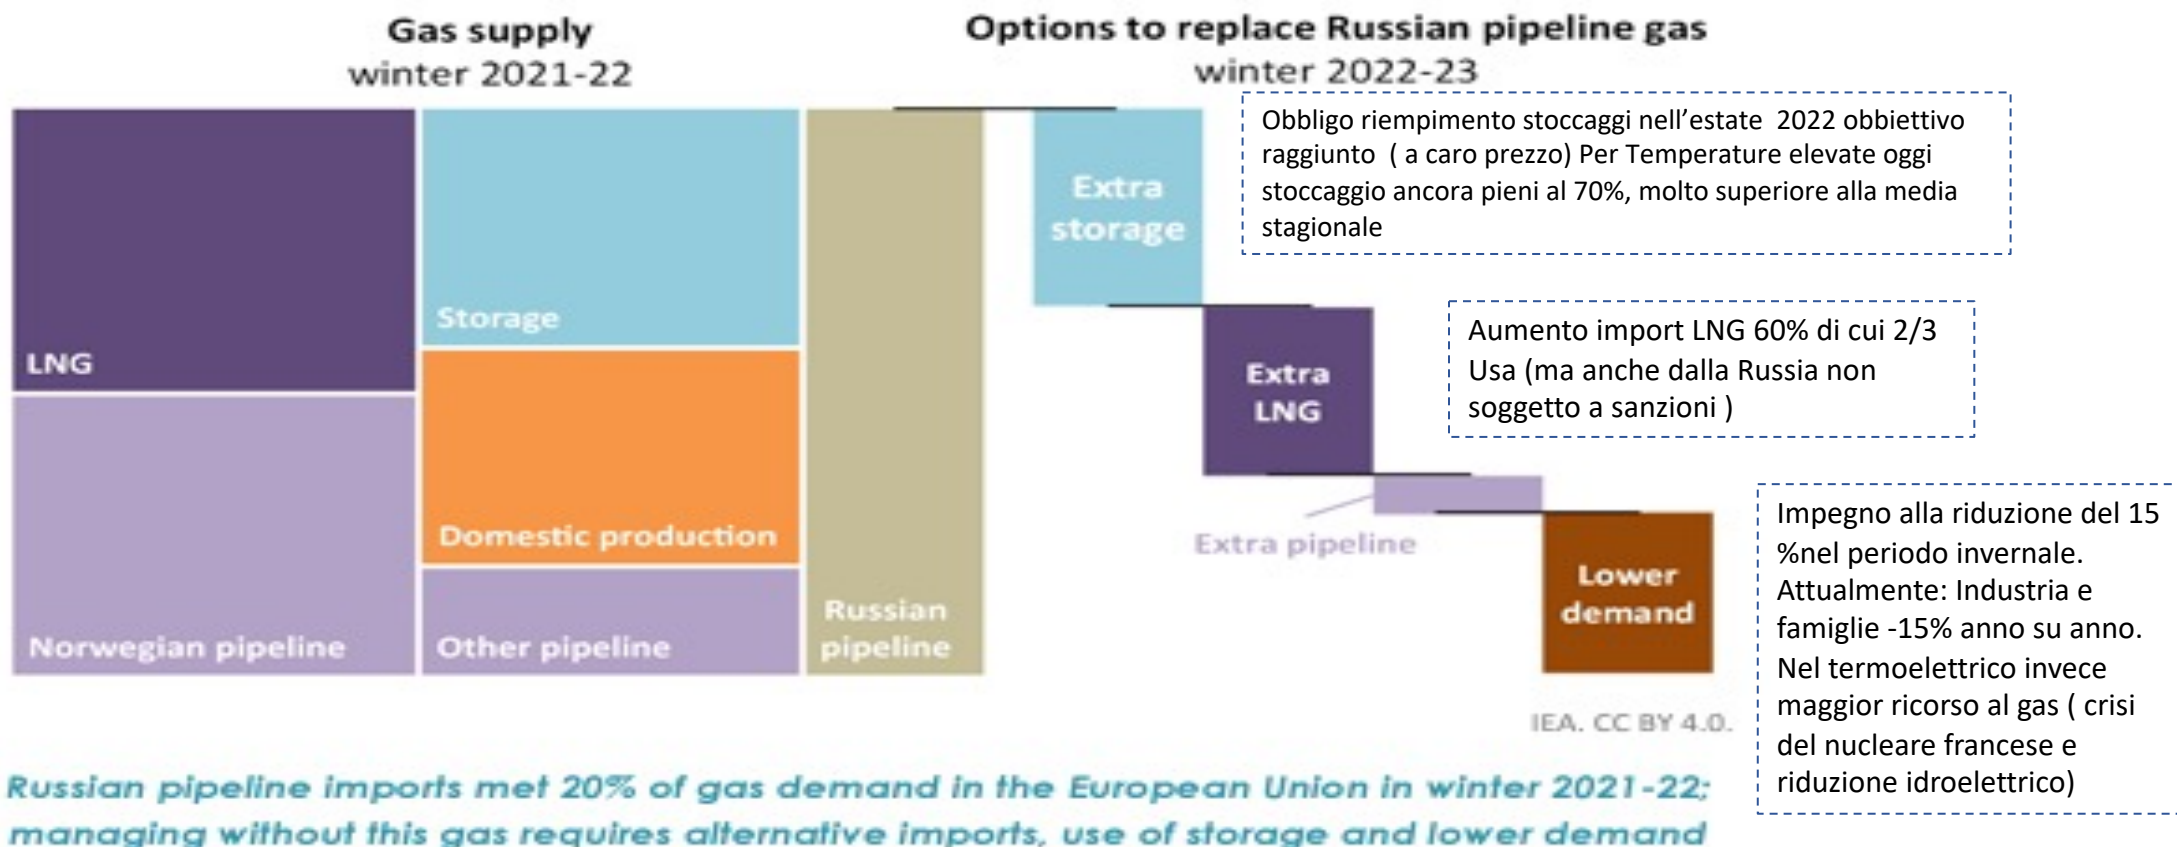 Gas supply
winter 2021-22
LNG
Norwegian pipeline
Storage
Domestic production
Other pipeline
Russian
pipeline
Options to replace Russian pipeline gas
winter 2022-23
Extra
storage
Obbligo riempimento stoccaggi nell’estate  2022 obbiettivo
raggiunto  ( a caro prezzo) Per Temperature elevate oggi
stoccaggio ancora pieni al 70%, molto superiore alla media
stagionale
Extra
LNG
Aumento import LNG 60% di cui 2/3
Usa (ma anche dalla Russia non
soggetto a sanzioni )
Extra pipeline
Lower
demand
Impegno alla riduzione del 15
%nel periodo invernale.
Attualmente: Industria e
famiglie -15% anno su anno.
Nel termoelettrico invece
maggior ricorso al gas ( crisi
del nucleare francese e
riduzione idroelettrico)
IEA. CC BY 4.0.
Russian pipeline imports met 20% of gas demand in the European Union in winter 2021-22;
managing without this gas requires alternative imports, use of storage and lower demand